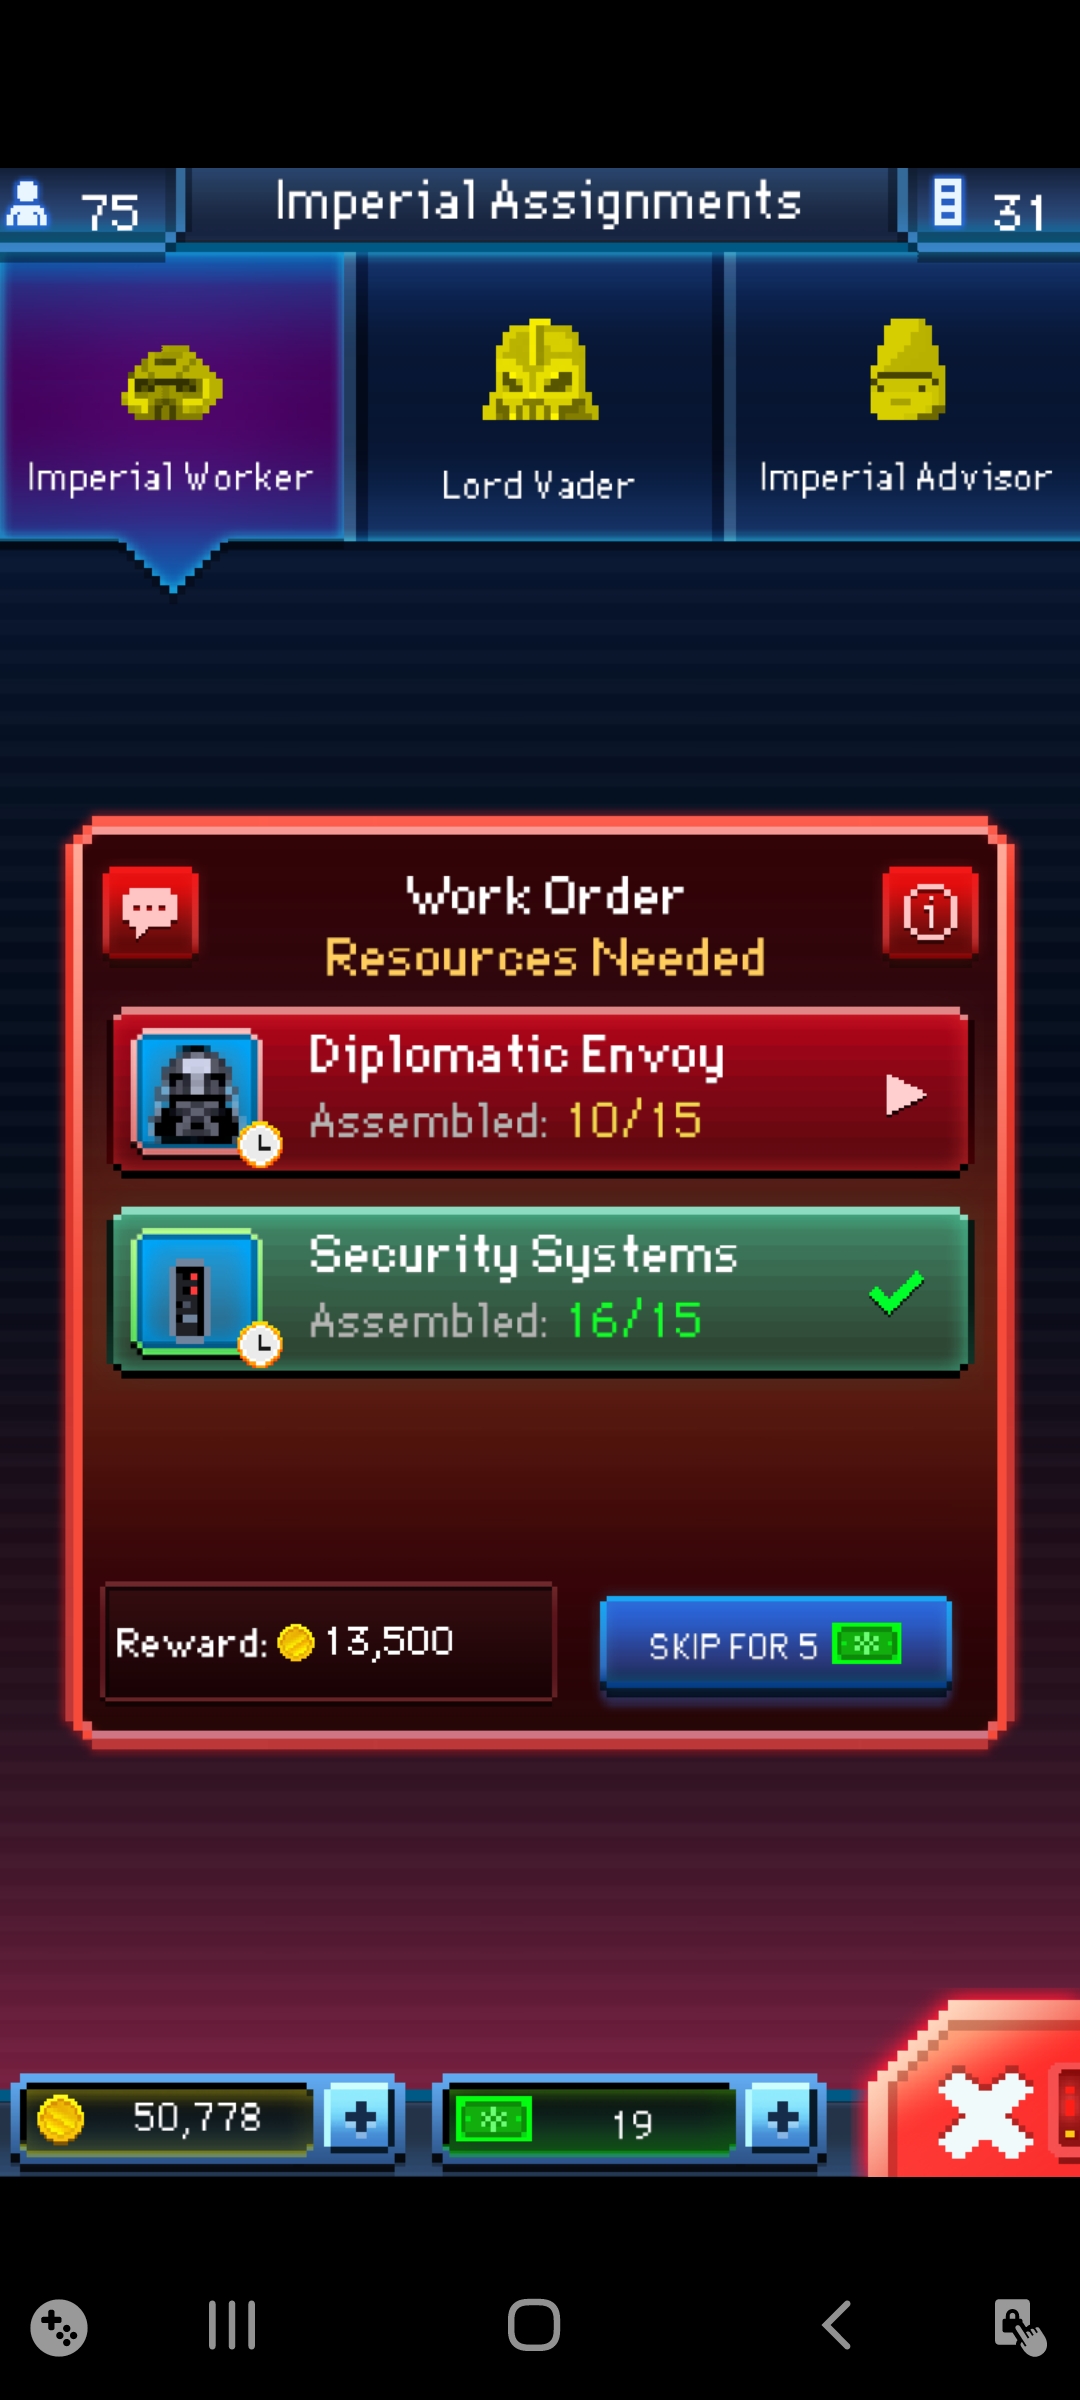 75
Imperial Assignments
31
Imperial Worker
Lord Vader
Imperial Advisor
Work Order
Resources Needed
Diplomatic Envoy
Assembled: 10/15
Security Systems
Assembled: 16/15
Reward: 13,500
SKIP FOR 5
50,778
19